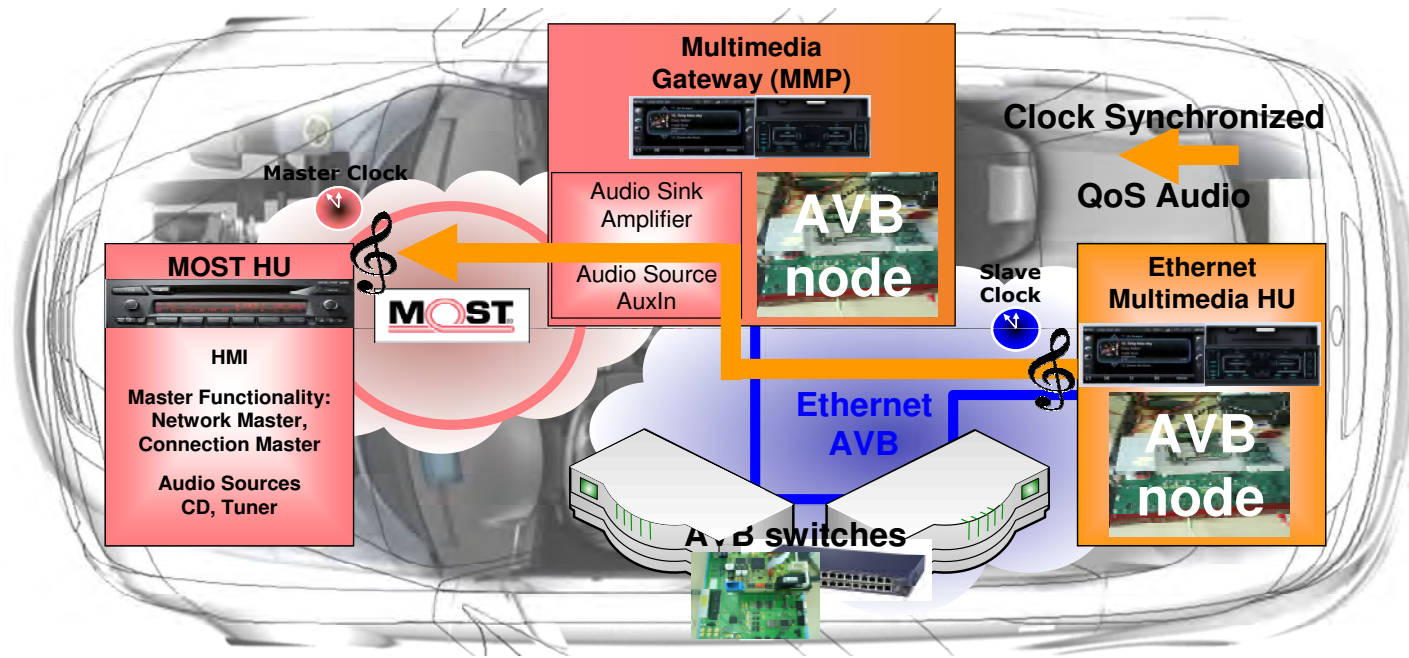 Multimedia
Gateway (MMP)
Clock Synchronized
QoS Audio
Master Clock
Audio Sink
Amplifier
AVB
node
Audio Source
AuxIn
MOST HU
MOST
HMI
Master Functionality:
Network Master,
Connection Master
Audio Sources
CD, Tuner
Slave
Clock
Ethernet
Multimedia HU
AVB
node
Ethernet
AVB
AVB switches